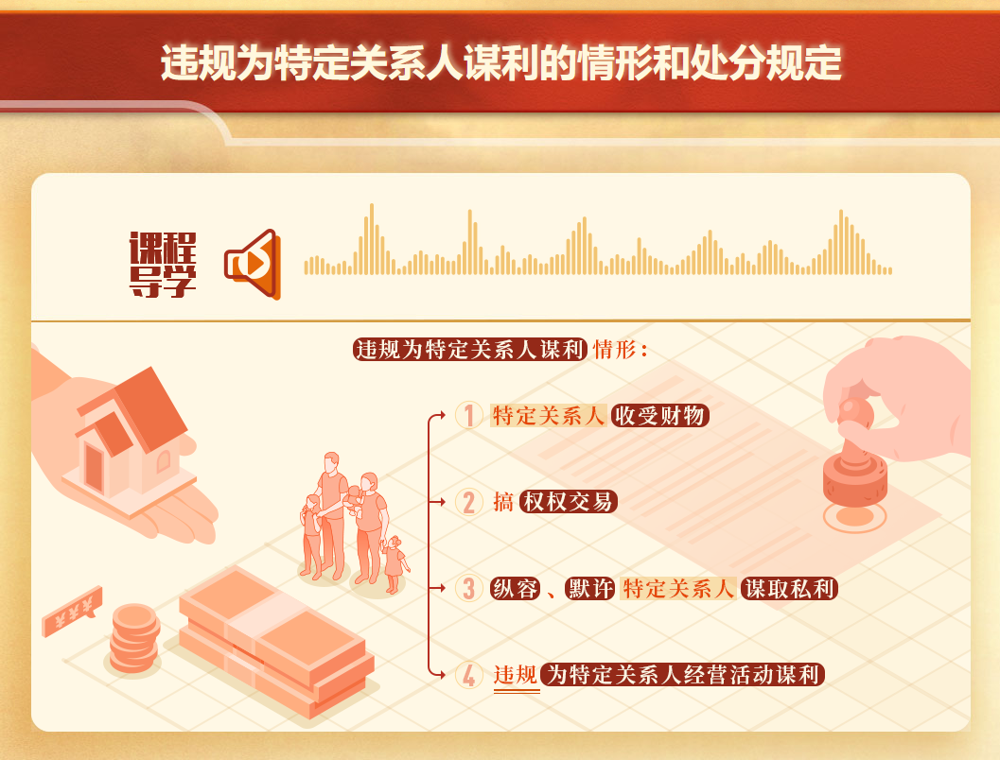 违规为特定关系人谋利的情形和处分规定
课程
导学
违规为特定关系人谋利情形：
1 特定关系人收受财物
2 搞权权交易
3 纵容、默许特定关系人谋取私利
4 违规为特定关系人经营活动谋利
¥¥¥